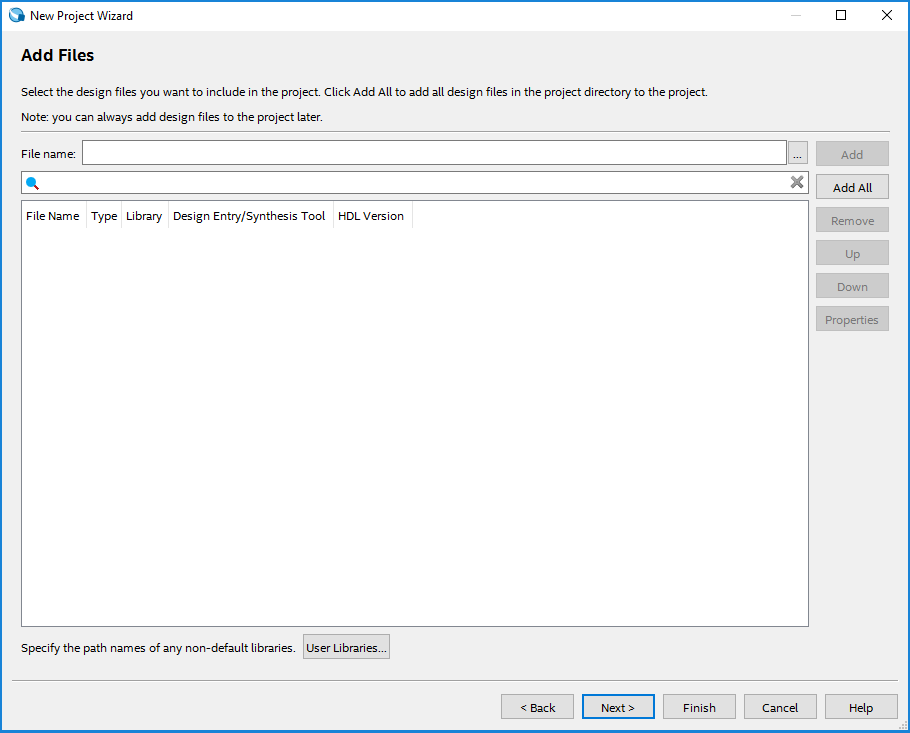 New Project Wizard
Add Files
Select the design files you want to include in the project. Click Add All to add all design files in the project directory to the project.
Note: you can always add design files to the project later.
File name:
...
Add
Add All
File Name Type Library Design Entry/Synthesis Tool HDL Version
Remove
Up
Down
Properties
Specify the path names of any non-default libraries. User Libraries...
< Back Next > Finish Cancel Help